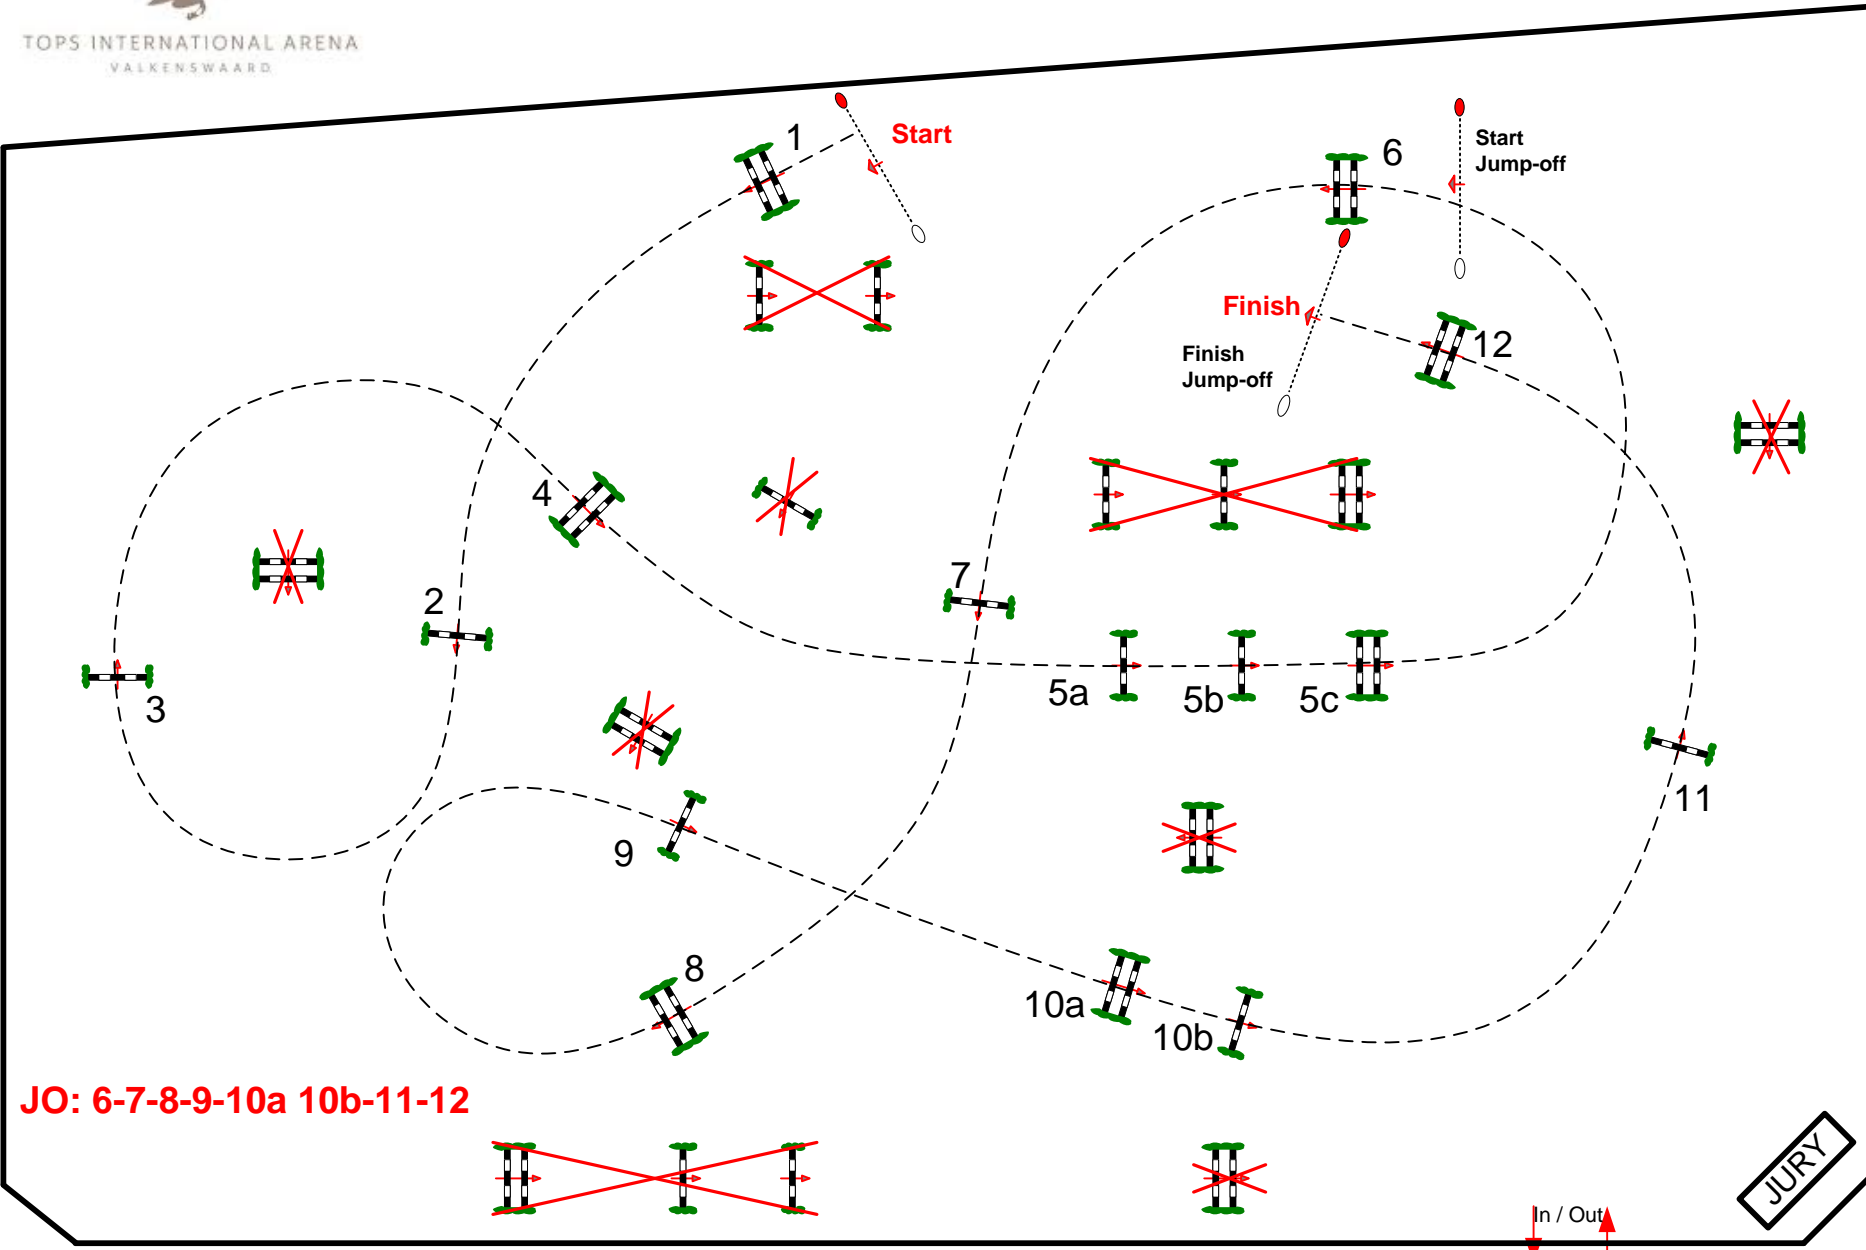 TOPS INTERNATIONAL ARENA
VALKENSWAARD
1
Start
6
Start
Jump-off
Finish
12
Finish
Jump-off
4
7
2
3
5a
5b
5c
11
9
8
10a
10b
JO: 6-7-8-9-10a 10b-11-12
JURY
In / Out